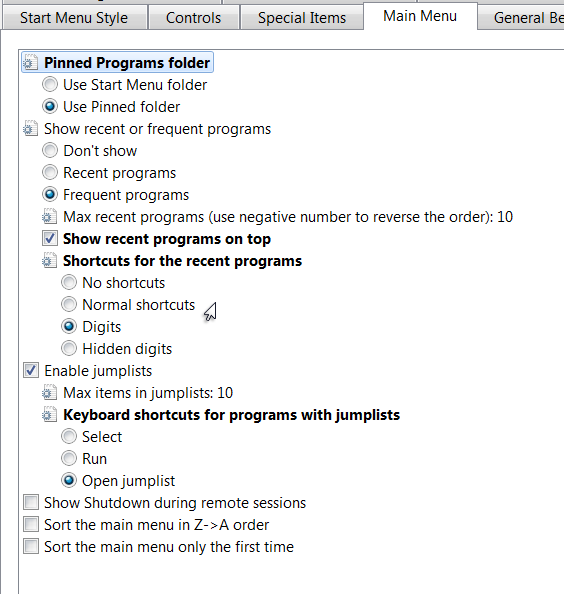 Start Menu Style Controls Special Items Main Menu General Be
Pinned Programs folder
Use Start Menu folder
Use Pinned folder
Show recent or frequent programs
Don't show
Recent programs
Frequent programs
Max recent programs (use negative number to reverse the order): 10
Show recent programs on top
Shortcuts for the recent programs
No shortcuts
Normal shortcuts
Digits
Hidden digits
Enable jumplists
Max items in jumplists: 10
Keyboard shortcuts for programs with jumplists
Select
Run
Open jumplist
Show Shutdown during remote sessions
Sort the main menu in Z->A order
Sort the main menu only the first time